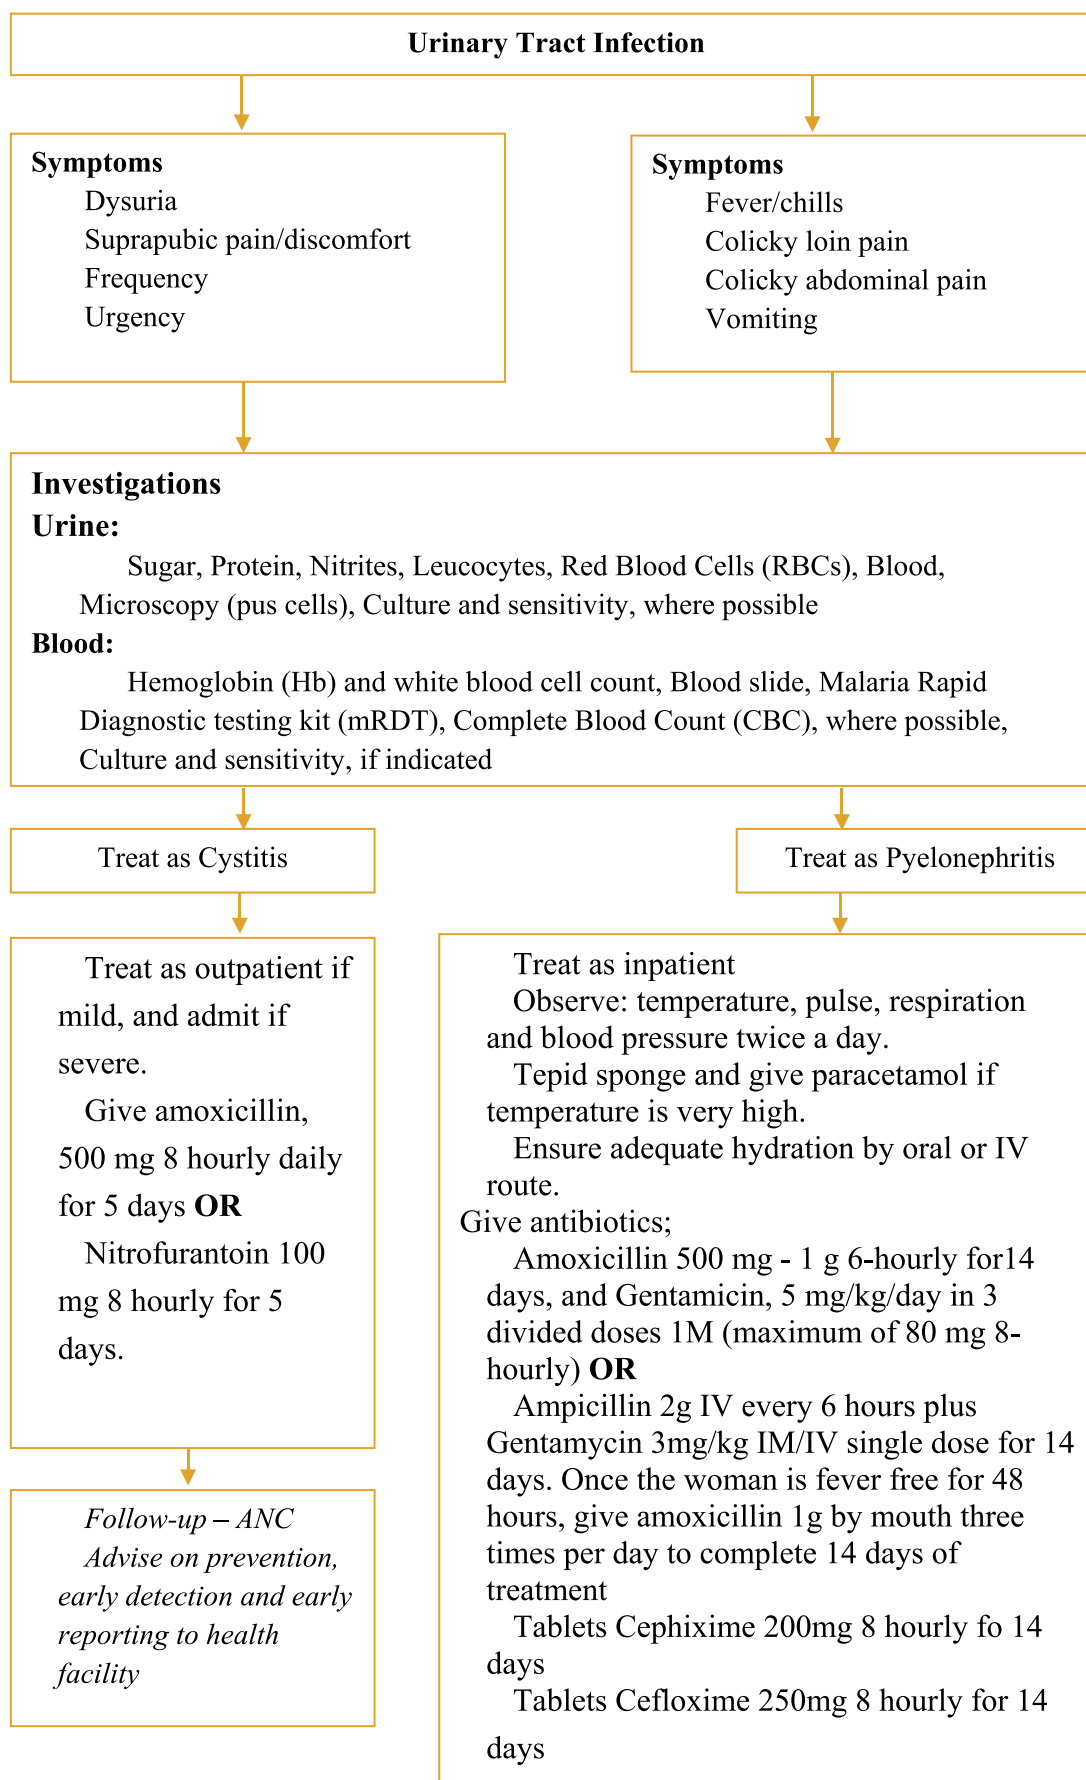 Urinary Tract Infection
Symptoms
Dysuria
Suprapubic pain/discomfort
Frequency
Urgency
Symptoms
Fever/chills
Colicky loin pain
Colicky abdominal pain
Vomiting
Investigations
Urine:
Sugar, Protein, Nitrites, Leucocytes, Red Blood Cells (RBCs), Blood,
Microscopy (pus cells), Culture and sensitivity, where possible
Blood:
Hemoglobin (Hb) and white blood cell count, Blood slide, Malaria Rapid
Diagnostic testing kit (mRDT), Complete Blood Count (CBC), where possible,
Culture and sensitivity, if indicated
Treat as Cystitis
Treat as outpatient if
mild, and admit if
severe.
Give amoxicillin,
500 mg 8 hourly daily
for 5 days OR
Nitrofurantoin 100
mg 8 hourly for 5
days.
Follow-up – ANC
Advise on prevention,
early detection and early
reporting to health
facility
Treat as Pyelonephritis
Treat as inpatient
Observe: temperature, pulse, respiration
and blood pressure twice a day.
Tepid sponge and give paracetamol if
temperature is very high.
Ensure adequate hydration by oral or IV
route.
Give antibiotics;
Amoxicillin 500 mg - 1 g 6-hourly for14
days, and Gentamicin, 5 mg/kg/day in 3
divided doses 1M (maximum of 80 mg 8-
hourly) OR
Ampicillin 2g IV every 6 hours plus
Gentamycin 3mg/kg IM/IV single dose for 14
days. Once the woman is fever free for 48
hours, give amoxicillin 1g by mouth three
times per day to complete 14 days of
treatment
Tablets Cephixime 200mg 8 hourly fo 14
days
Tablets Cefloxime 250mg 8 hourly for 14
days